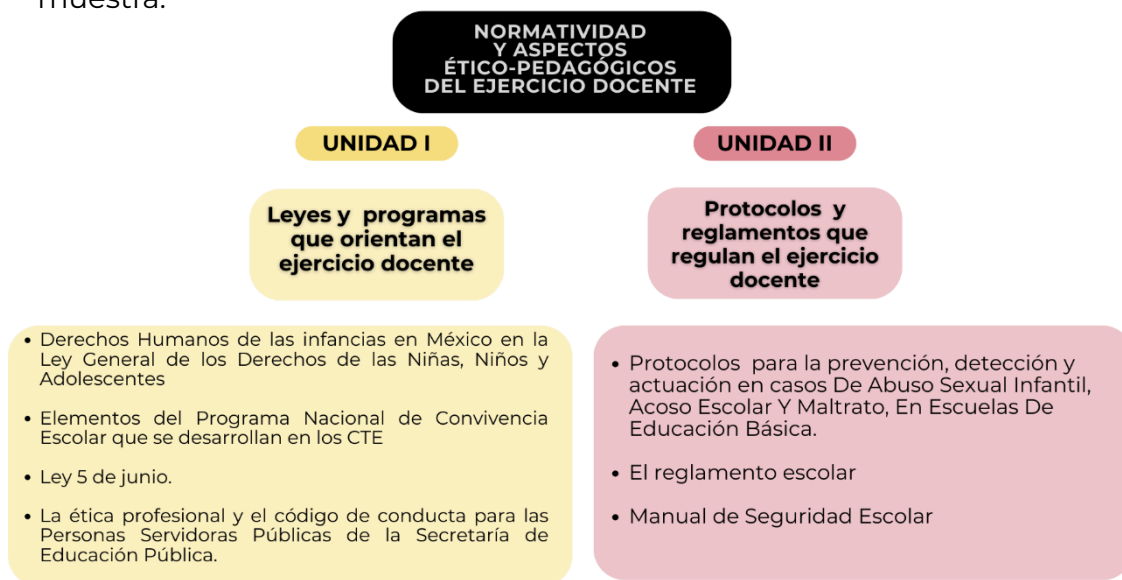 muestra:
NORMATIVIDAD
Y ASPECTOS
ÉTICO-PEDAGÓGICOS
DEL EJERCICIO DOCENTE
UNIDAD I
Leyes y programas
que orientan el
ejercicio docente
• Derechos Humanos de las infancias en México en la
Ley General de los Derechos de las Niñas, Niños y
Adolescentes
• Elementos del Programa Nacional de Convivencia
Escolar que se desarrollan en los CTE
• Ley 5 de junio.
• La ética profesional y el código de conducta para las
Personas Servidoras Públicas de la Secretaría de
Educación Pública.
UNIDAD II
Protocolos y
reglamentos que
regulan el ejercicio
docente
• Protocolos para la prevención, detección y
actuación en casos De Abuso Sexual Infantil,
Acoso Escolar Y Maltrato, En Escuelas De
Educación Básica.
• El reglamento escolar
• Manual de Seguridad Escolar